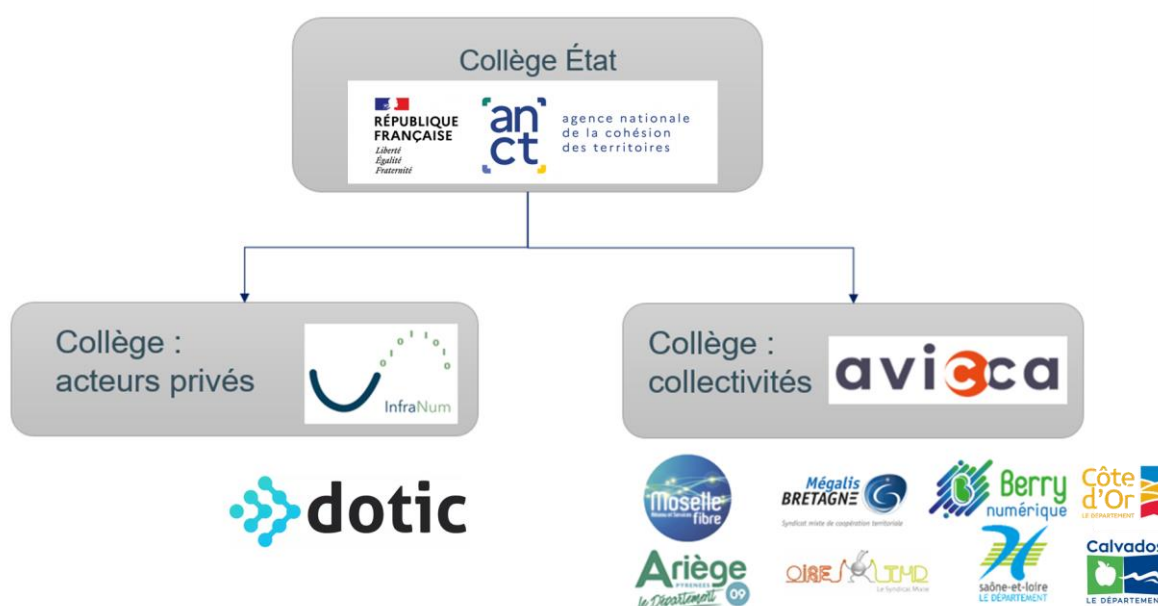 Collège État
RÉPUBLIQUE
FRANÇAISE
Liberté
Égalité
Fraternité
an
ct
agence nationale
de la cohésion
des territoires
Collège :
acteurs privés
InfraNum
Collège :
collectivités
avicca
dotic
Moselle
fibre
Mégalis
BRETAGNE
Syndicat mixte de coopération territoriale
Berry
numérique
Côte
d'Or
LE DÉPARTEMENT
Ariège
PYRENEES
le Département 09
OISE
THD
Le Syndicat Mixte
saône-et-loire
LE DÉPARTEMENT
Calvados
LE DÉPARTEMENT